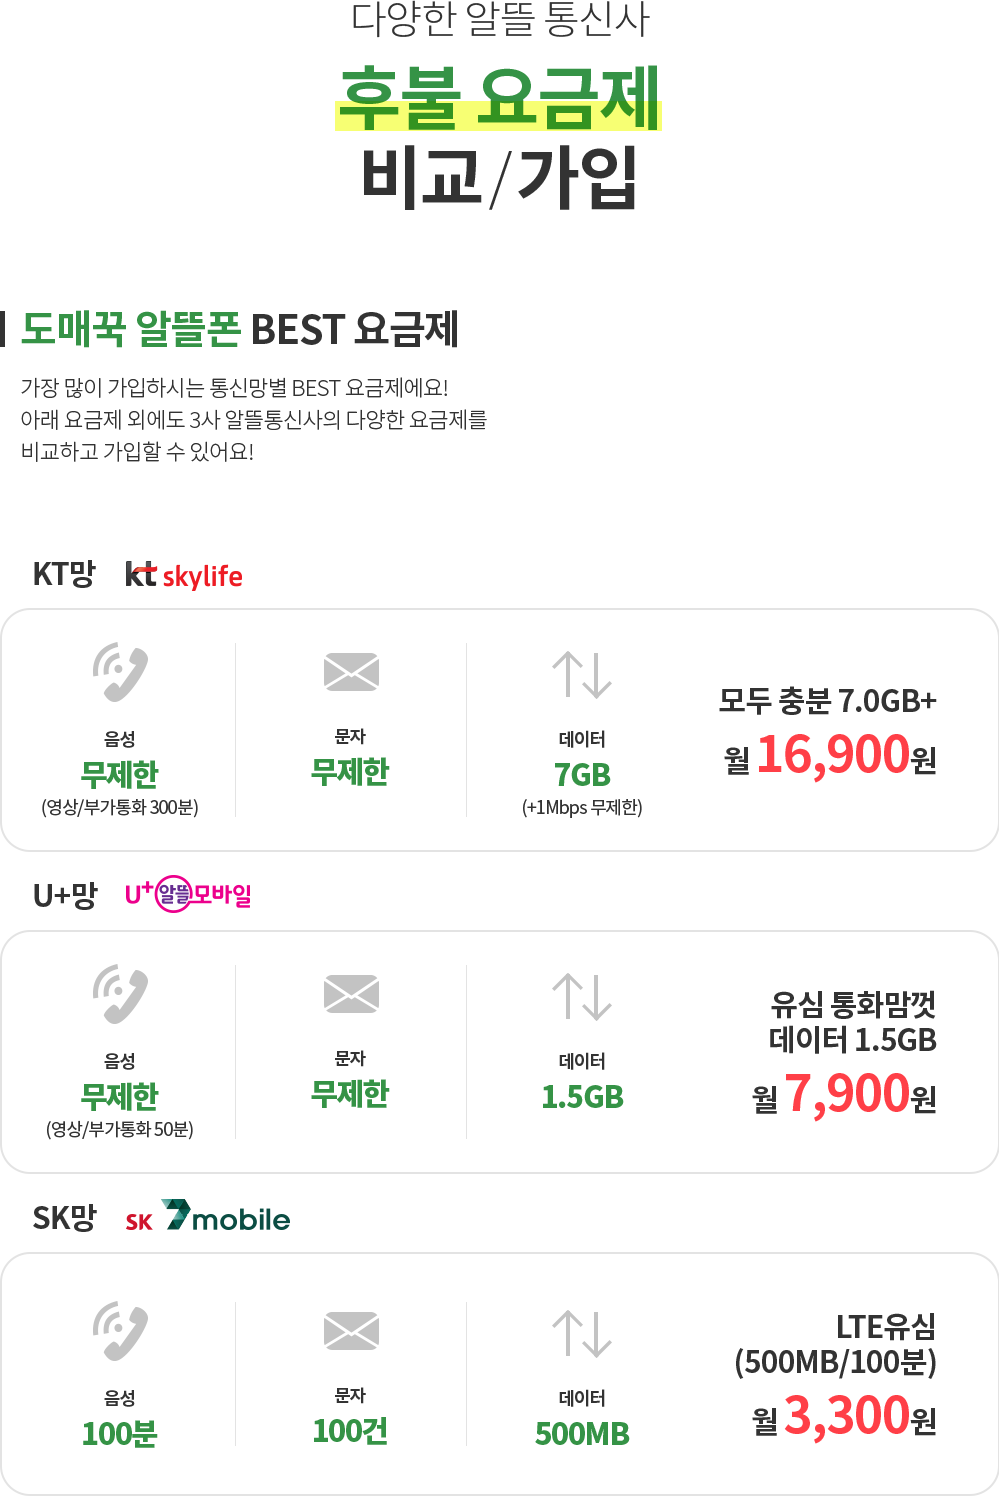 다양한 알뜰 통신사
후불 요금제
비교/가입
도매꾹 알뜰폰 BEST 요금제
가장 많이 가입하시는 통신망별 BEST 요금제에요!
아래 요금제 외에도 3사 알뜰통신사의 다양한 요금제를
비교하고 가입할 수 있어요!
KT망 kt skylife
음성
무제한
(영상/부가통화 300분)
문자
무제한
데이터
7GB
(+1Mbps 무제한)
모두 충분 7.0GB+
월 16,900원
U+망 U+알뜰모바일
음성
무제한
(영상/부가통화 50분)
문자
무제한
데이터
1.5GB
유심 통화맘껏
데이터 1.5GB
월 7,900원
SK망 SK 7mobile
음성
100분
문자
100건
데이터
500MB
LTE유심
(500MB/100분)
월 3,300원